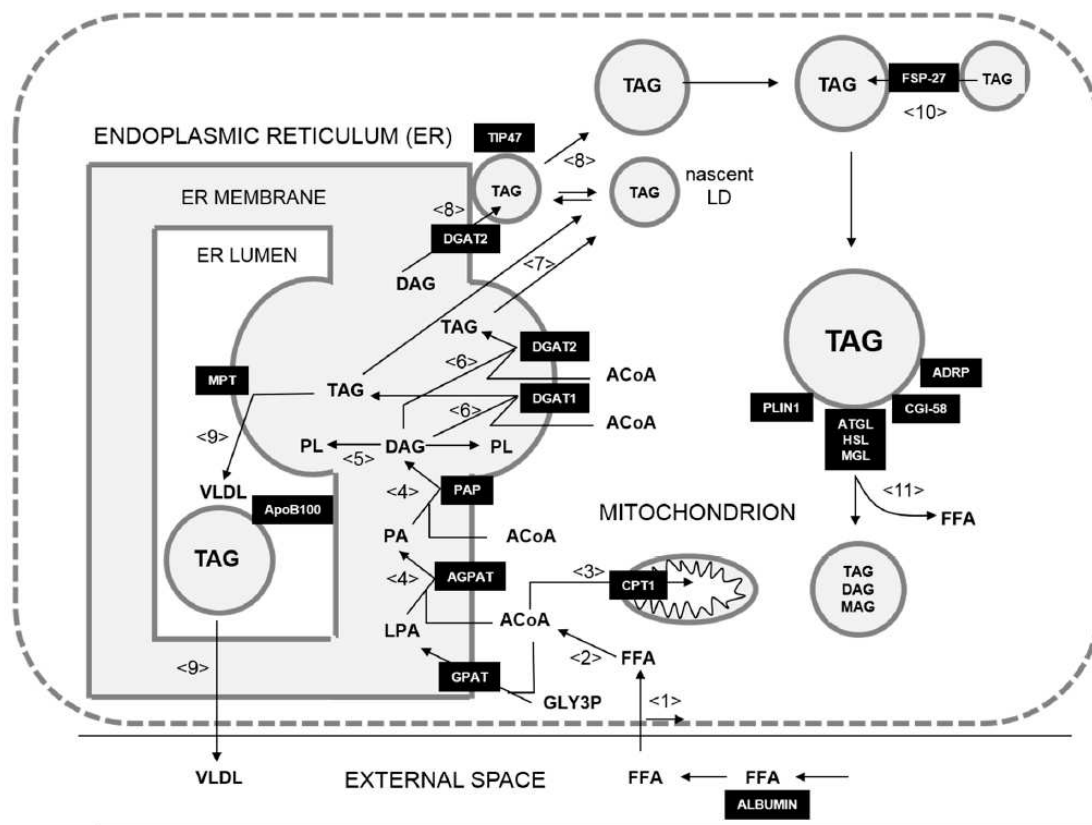 TAG
TAG
FSP-27
TAG
<10>
ENDOPLASMIC RETICULUM (ER)
TIP47
<8>
TAG
TAG
nascent
LD
ER MEMBRANE
<8>
DGAT2
ER LUMEN
DAG
<7>
TAG
TAG
DGAT2
<6>
ACoA
MPT
TAG
DGAT1
ADRP
<6>
ACoA
PLIN1
CGI-58
ATGL
HSL
MGL
<9>
PL
<5>
DAG
PL
<4>
PAP
VLDL
ApoB100
MITOCHONDRION
<11>
FFA
PA
ACoA
TAG
<4>
AGPAT
<3>
CPT1
TAG
DAG
MAG
LPA
ACoA
<2>
FFA
<9>
GPAT
GLY3P
<1>
VLDL
EXTERNAL SPACE
FFA
FFA
ALBUMIN